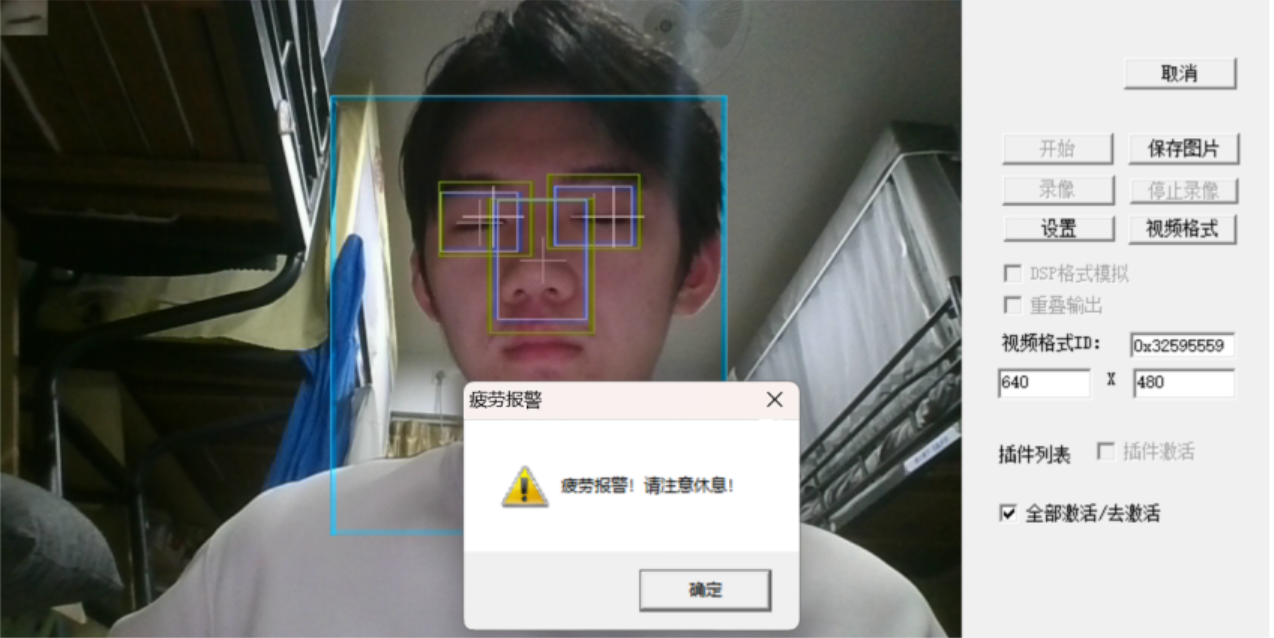 取消
开始
保存图片
录像
停止录像
设置
视频格式
DSP格式模拟
重叠输出
视频格式ID:
0x32595559
640
X
480
插件列表
插件激活
全部激活/去激活
疲劳报警
疲劳报警!请注意休息!
确定